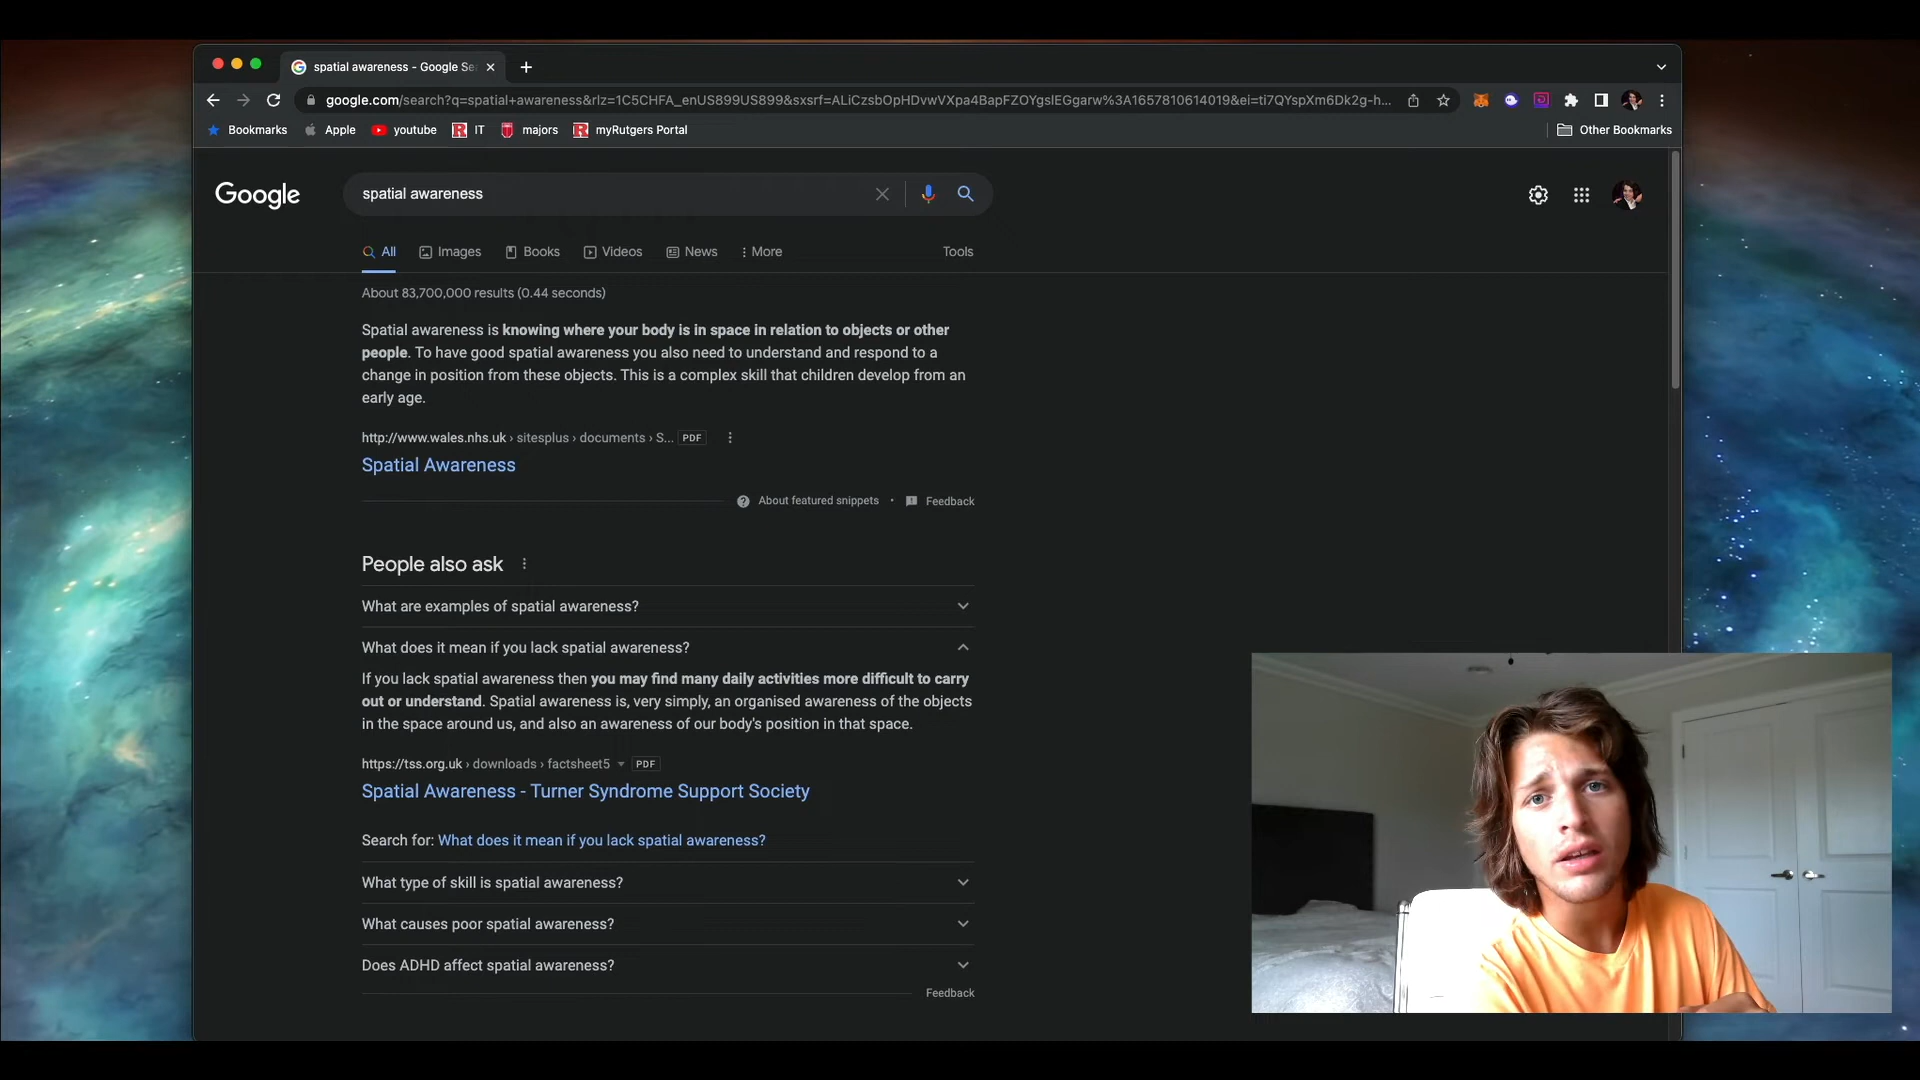 spatial awareness - Google Se
google.com/search?q=spatial+awareness&rlz=1C5CHFA_enUS899US899&sxsrf=ALiCzsbOpHDvwVXpa4BapFZOYgslEGgarw%3A1657810614019&ei=ti7QYspXm6Dk2g-h...
Bookmarks Apple youtube IT majors myRutgers Portal Other Bookmarks
Google spatial awareness
All Images Books Videos News More Tools
About 83,700,000 results (0.44 seconds)
Spatial awareness is knowing where your body is in space in relation to objects or other
people. To have good spatial awareness you also need to understand and respond to a
change in position from these objects. This is a complex skill that children develop from an
early age.
http://www.wales.nhs.uk › sitesplus › documents › S... PDF
Spatial Awareness
About featured snippets • Feedback
People also ask
What are examples of spatial awareness?
What does it mean if you lack spatial awareness?
If you lack spatial awareness then you may find many daily activities more difficult to carry
out or understand. Spatial awareness is, very simply, an organised awareness of the objects
in the space around us, and also an awareness of our body's position in that space.
https://tss.org.uk › downloads › factsheet5 PDF
Spatial Awareness - Turner Syndrome Support Society
Search for: What does it mean if you lack spatial awareness?
What type of skill is spatial awareness?
What causes poor spatial awareness?
Does ADHD affect spatial awareness?
Feedback